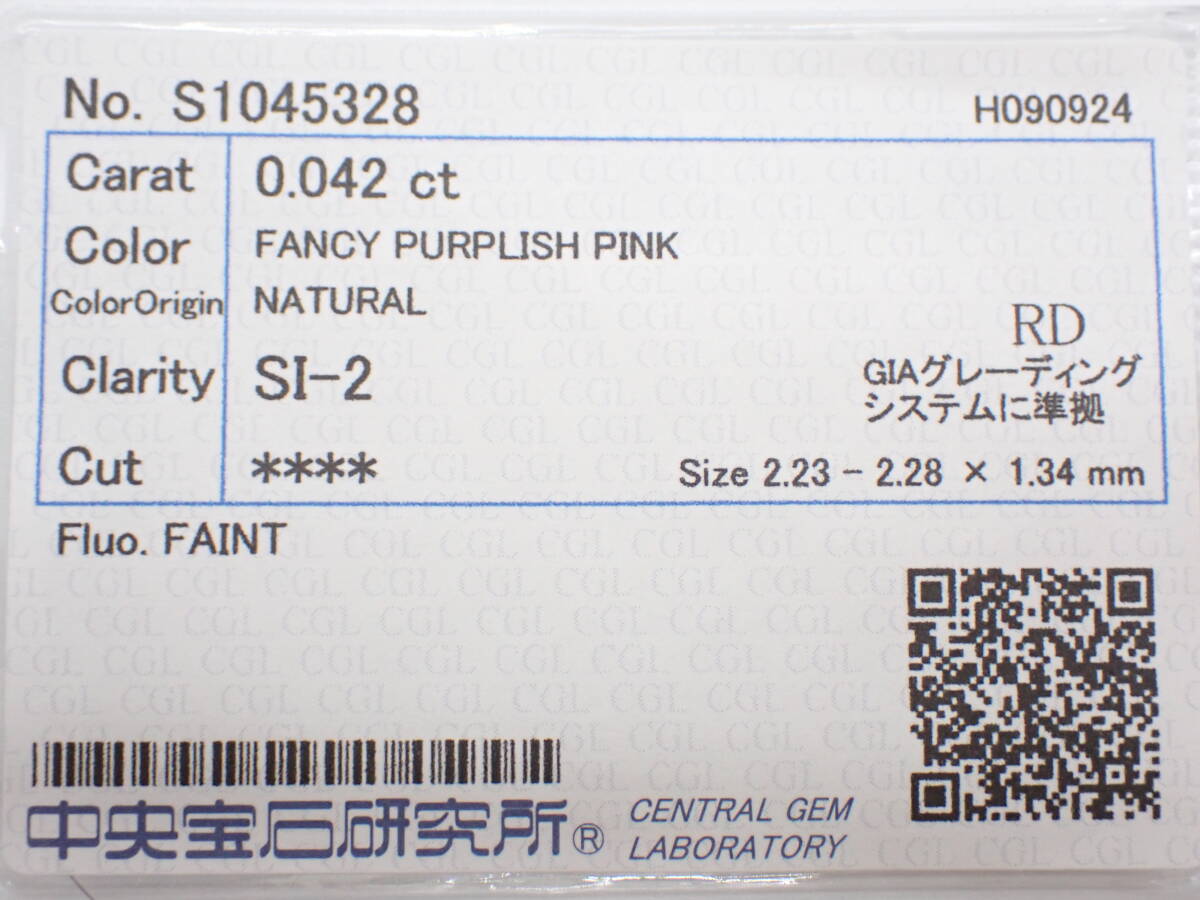 No. S1045328 H090924
Carat 0.042 ct
Color FANCY PURPLISH PINK
ColorOrigin NATURAL
RD
Clarity SI-2
GIAグレーディング
システムに準拠
Cut **** Size 2.23 - 2.28 × 1.34 mm
Fluo. FAINT
中央宝石研究所® CENTRAL GEM
LABORATORY